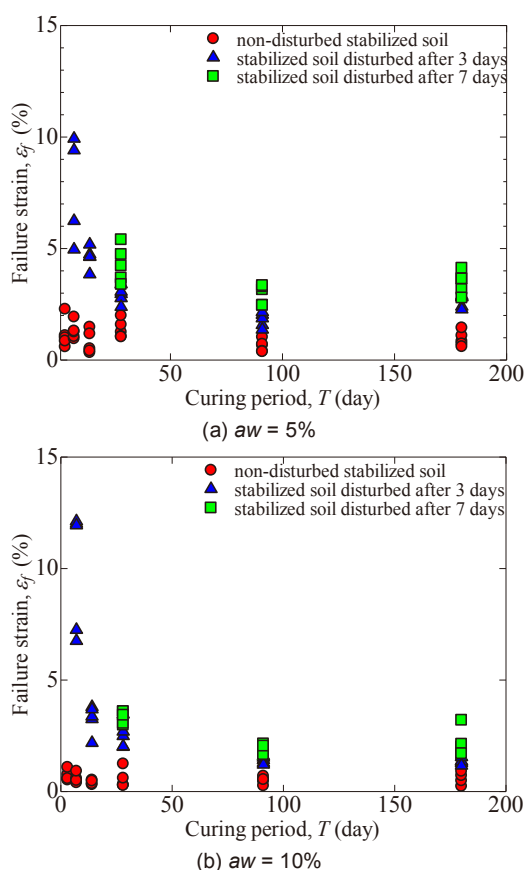 15
non-disturbed stabilized soil
stabilized soil disturbed after 3 days
stabilized soil disturbed after 7 days
10
5
0
50
100
150
200
Failure strain, εf (%)
Curing period, T (day)
(a) aw = 5%
15
non-disturbed stabilized soil
stabilized soil disturbed after 3 days
stabilized soil disturbed after 7 days
10
5
0
0
50
100
150
200
Failure strain, εf (%)
Curing period, T (day)
(b) aw = 10%